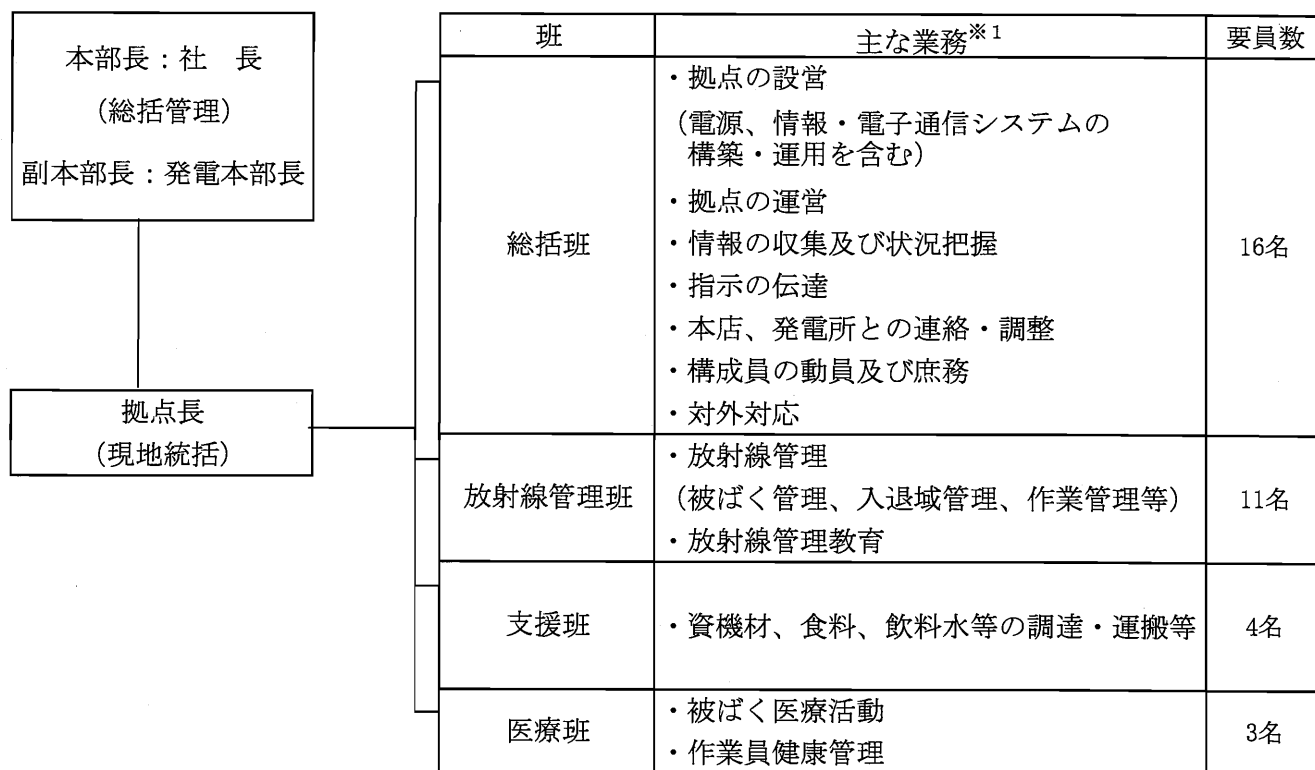 本部長：社　長
（総括管理）
副本部長：発電本部長
拠点長
（現地統括）
班　主な業務※1　要員数
総括班
・拠点の設営
（電源、情報・電子通信システムの
構築・運用を含む）
・拠点の運営
・情報の収集及び状況把握
・指示の伝達
・本店、発電所との連絡・調整
・構成員の動員及び庶務
・対外対応
16名
放射線管理班
・放射線管理
（被ばく管理、入退域管理、作業管理等）
・放射線管理教育
11名
支援班
・資機材、食料、飲料水等の調達・運搬等
4名
医療班
・被ばく医療活動
・作業員健康管理
3名